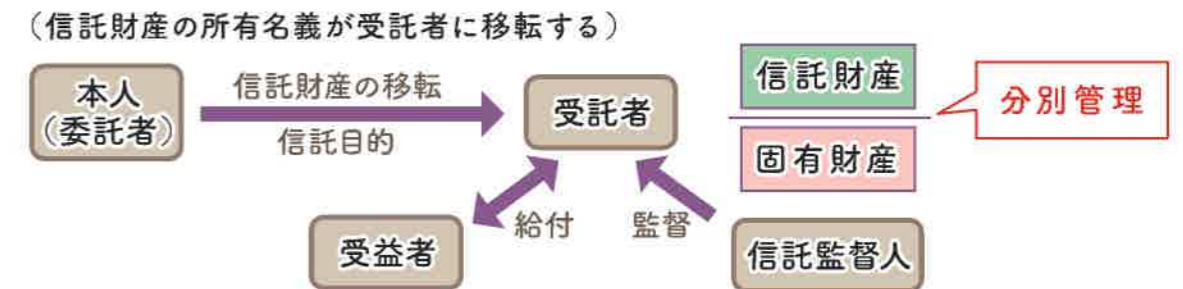 （信託財産の所有名義が受託者に移転する）
本人
（委託者）
信託財産の移転
信託目的
受託者
信託財産
固有財産
分別管理
給付
監督
受益者
信託監督人